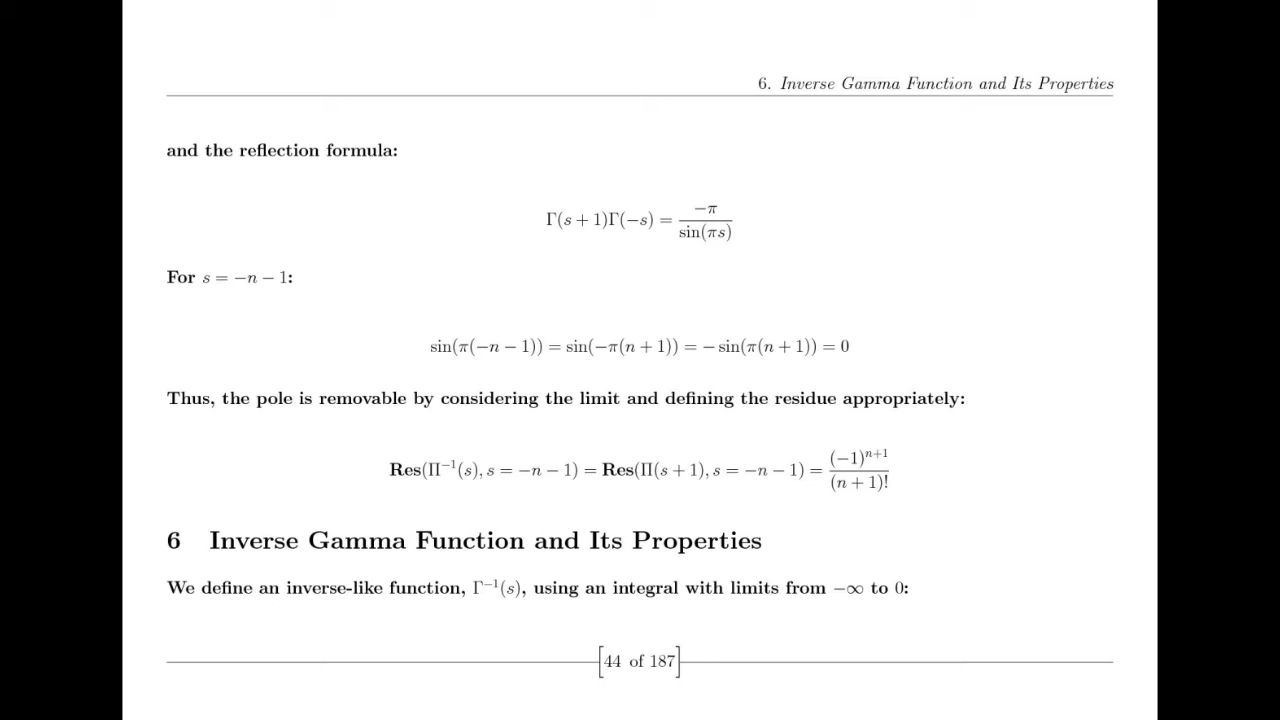 6. Inverse Gamma Function and Its Properties
and the reflection formula:
Γ(s + 1)Γ(−s) = −π / sin(πs)
For s = −n − 1:
sin(π(−n − 1)) = sin(−π(n + 1)) = − sin(π(n + 1)) = 0
Thus, the pole is removable by considering the limit and defining the residue appropriately:
Res(Π⁻¹(s), s = −n − 1) = Res(Π(s + 1), s = −n − 1) = (−1)ⁿ⁺¹ / (n + 1)!
6 Inverse Gamma Function and Its Properties
We define an inverse-like function, Γ⁻¹(s), using an integral with limits from −∞ to 0:
[44 of 187]